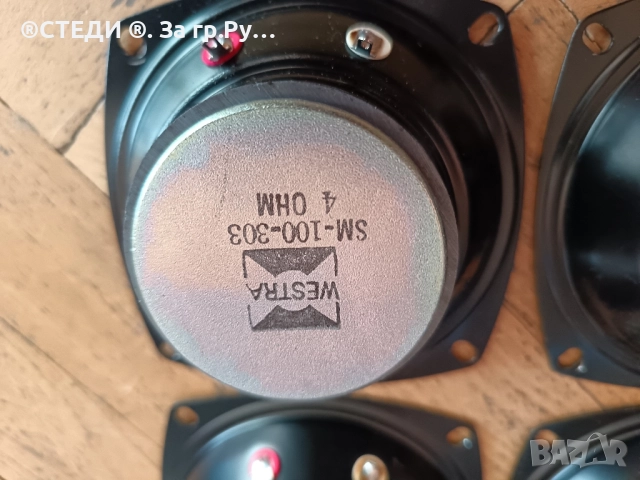 ®СТЕДИ ®. За гр.Ру...
WESTRA
SM-100-303
4 OHM
BAZAR